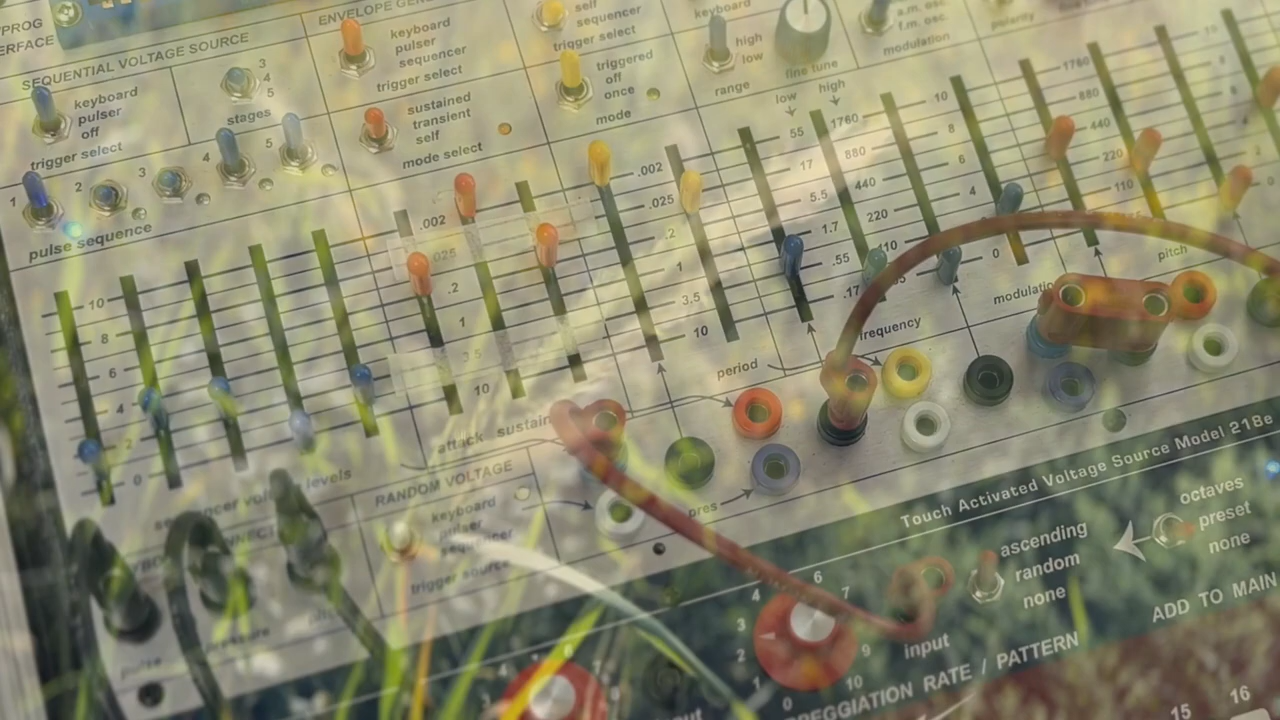 /PROG
ERFACE
SEQUENTIAL VOLTAGE SOURCE
keyboard
pulser
off
trigger select
3
4
5
stages
1
2
3
4
5
pulse sequence
keyboard
pulser
sequencer
trigger select
sustained
transient
self
mode select
self
sequencer
trigger select
triggered
off
once
mode
keyboard
high
low
range
fine tune
low
high
a.m. osc.
f.m. osc.
modulation
polarity
10
8
6
4
2
0
.002
.025
.2
1
3.5
10
.002
.025
.2
1
3.5
10
55
17
5.5
1.7
.55
.17
1760
880
440
220
110
10
8
6
4
0
1760
880
440
220
110
attack
sustain
period
frequency
modulation
pitch
sequencer voltage levels
RANDOM VOLTAGE
keyboard
pulser
trigger source
pres
pulse
pressure
Touch Activated Voltage Source Model 218e
ascending
random
none
octaves
preset
none
ADD TO MAIN
input
1
2
3
4
6
7
9
10
0
RATE / PATTERN
15
16